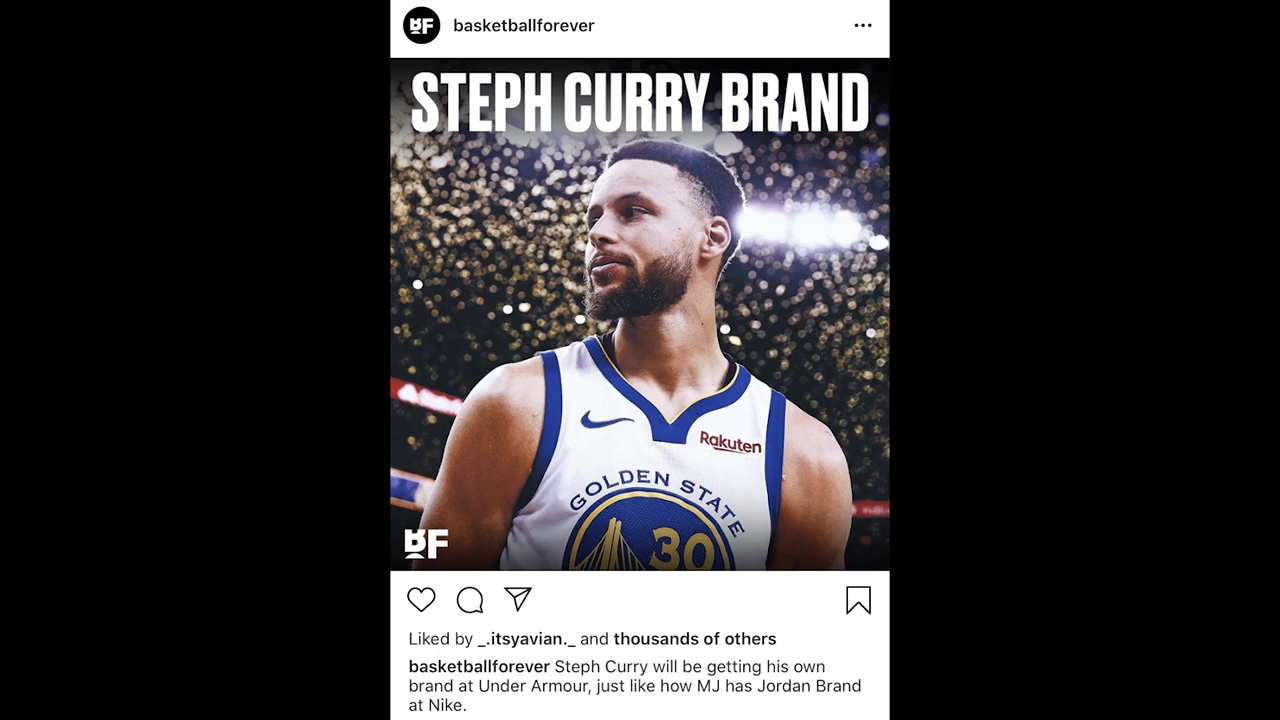 BF basketballforever
STEPH CURRY BRAND
Rakuten
GOLDEN STATE
30
BF
Liked by _.itsyavian._ and thousands of others
basketballforever Steph Curry will be getting his own
brand at Under Armour, just like how MJ has Jordan Brand
at Nike.